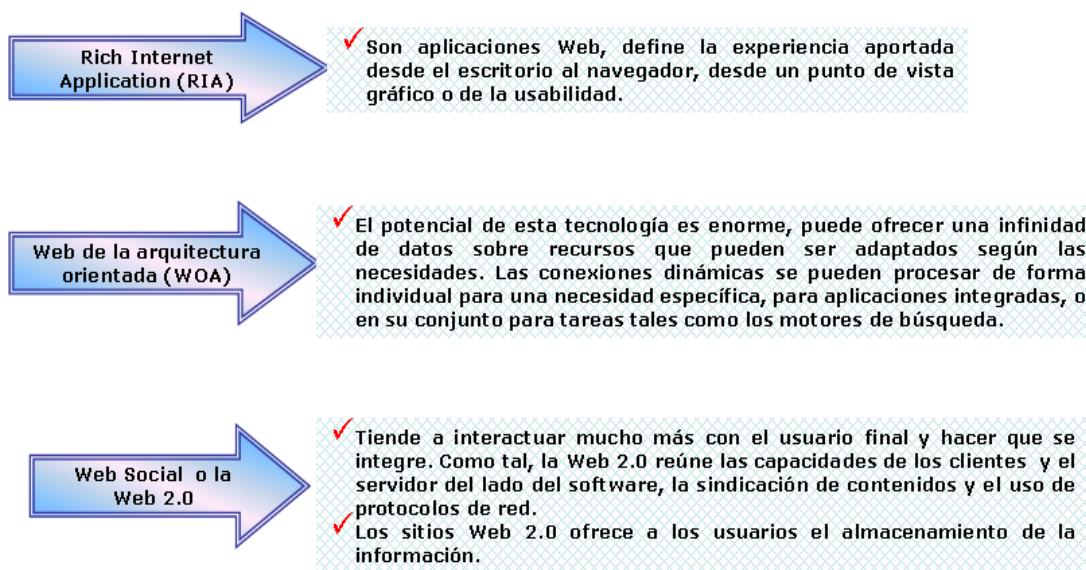 Rich Internet
Application (RIA)
Son aplicaciones Web, define la experiencia aportada
desde el escritorio al navegador, desde un punto de vista
gráfico o de la usabilidad.
Web de la arquitectura
orientada (WOA)
El potencial de esta tecnología es enorme, puede ofrecer una infinidad
de datos sobre recursos que pueden ser adaptados según las
necesidades. Las conexiones dinámicas se pueden procesar de forma
individual para una necesidad específica, para aplicaciones integradas, o
en su conjunto para tareas tales como los motores de búsqueda.
Web Social o la
Web 2.0
Tiende a interactuar mucho más con el usuario final y hacer que se
integre. Como tal, la Web 2.0 reúne las capacidades de los clientes y el
servidor del lado del software, la sindicación de contenidos y el uso de
protocolos de red.
Los sitios Web 2.0 ofrece a los usuarios el almacenamiento de la
información.